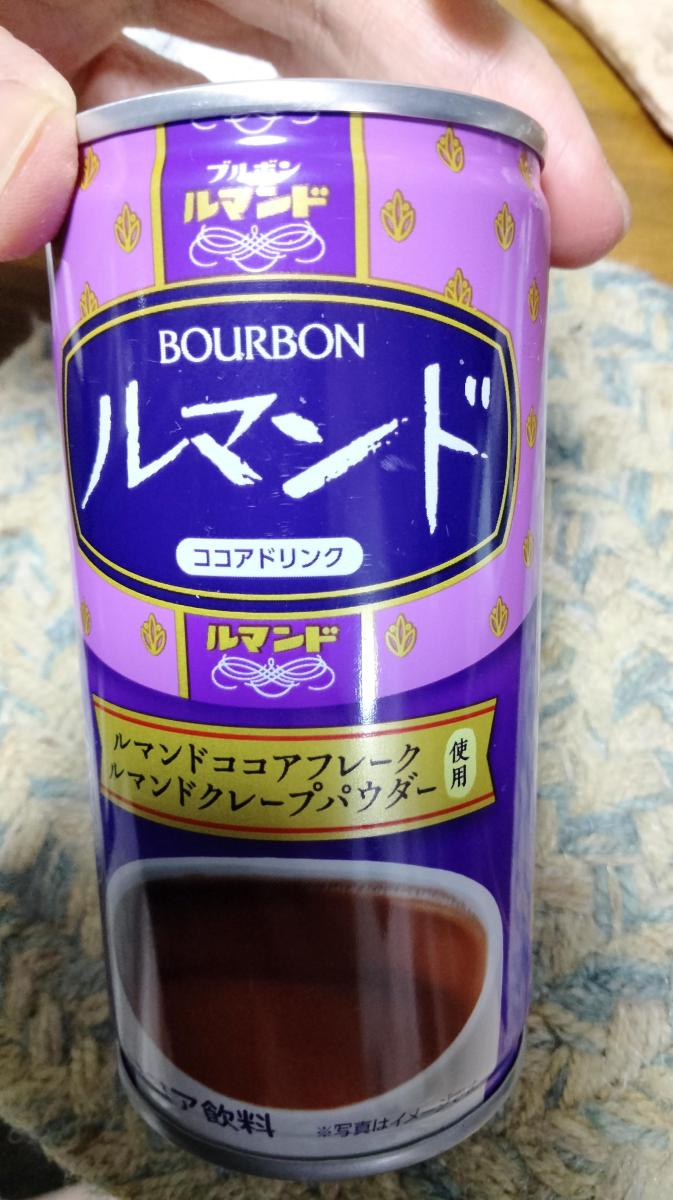 ブルボン
ルマンド
BOURBON
ルマンド
ココアドリンク
ルマンド
ルマンドココアフレーク
ルマンドクレープパウダー
使用
ア飲料
※写真はイメージ